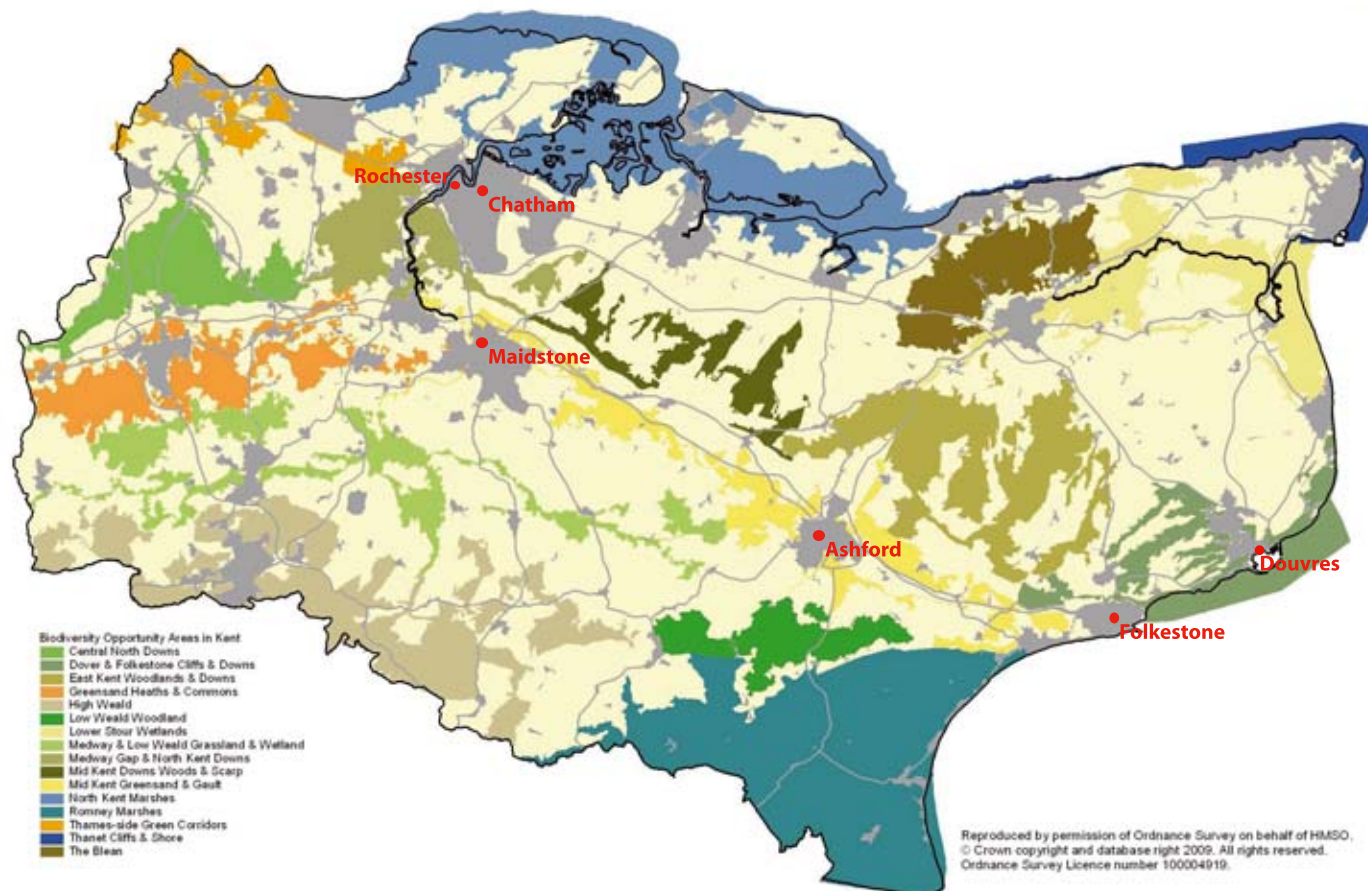 Rochester
Chatham
Maidstone
Ashford
Douvres
Folkestone
Biodiversity Opportunity Areas in Kent
Central North Downs
Dover & Folkestone Cliffs & Downs
East Kent Woodlands & Downs
Greensand Heaths & Commons
High Weald
Low Weald Woodland
Lower Stour Wetlands
Medway & Low Weald Grassland & Wetland
Medway Gap & North Kent Downs
Mid Kent Downs Woods & Scarp
Mid Kent Greensand & Gault
North Kent Marshes
Romney Marshes
Thames-side Green Corridors
Thanet Cliffs & Shore
The Blean
Reproduced by permission of Ordnance Survey on behalf of HMSO.
© Crown copyright and database right 2009. All rights reserved.
Ordnance Survey Licence number 100004919.